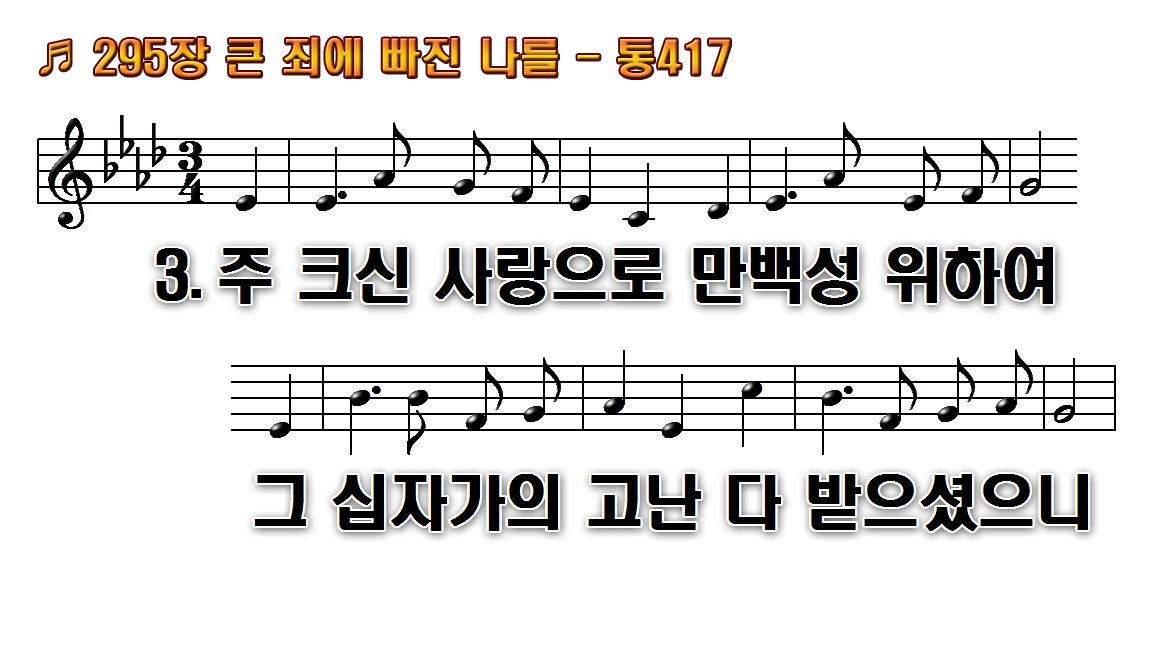 ♬ 295장 큰 죄에 빠진 나를 - 통417
3
4
3. 주 크신 사랑으로 만백성 위하여
그 십자가의 고난 다 받으셨으니